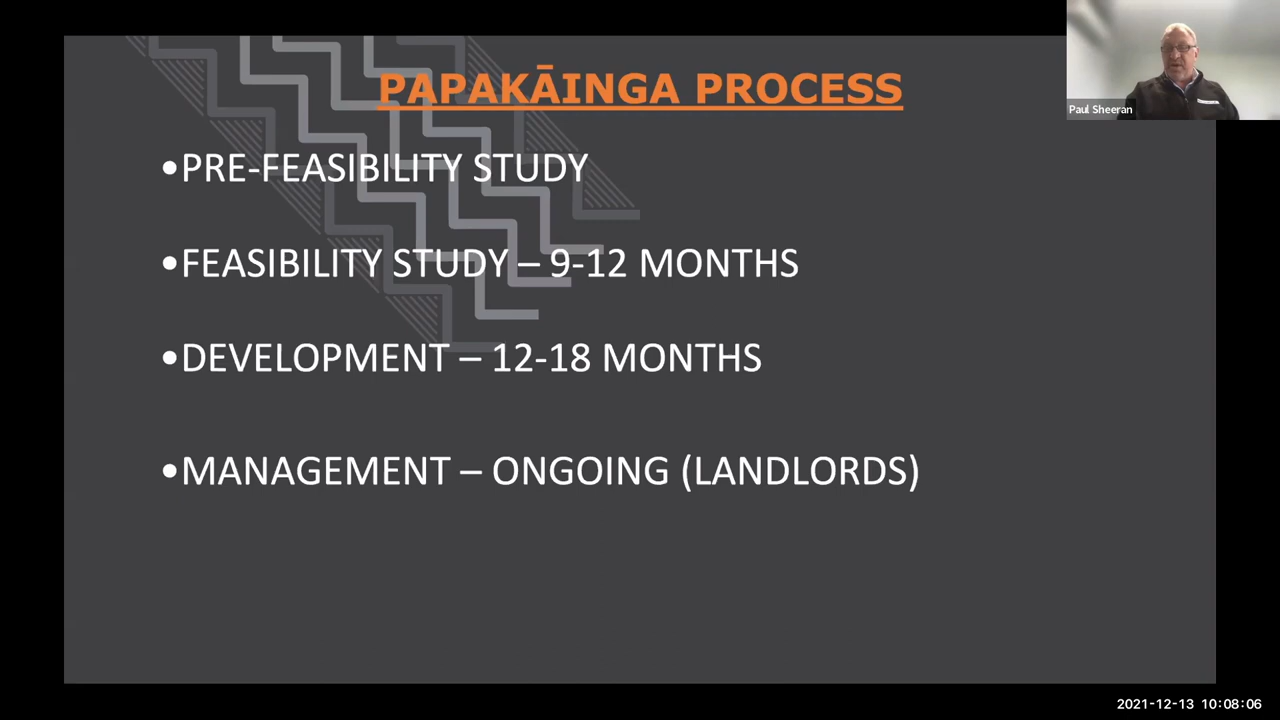 PAPAKĀINGA PROCESS
•PRE-FEASIBILITY STUDY
•FEASIBILITY STUDY – 9-12 MONTHS
•DEVELOPMENT – 12-18 MONTHS
•MANAGEMENT – ONGOING (LANDLORDS)
Paul Sheeran
2021-12-13 10:08:06